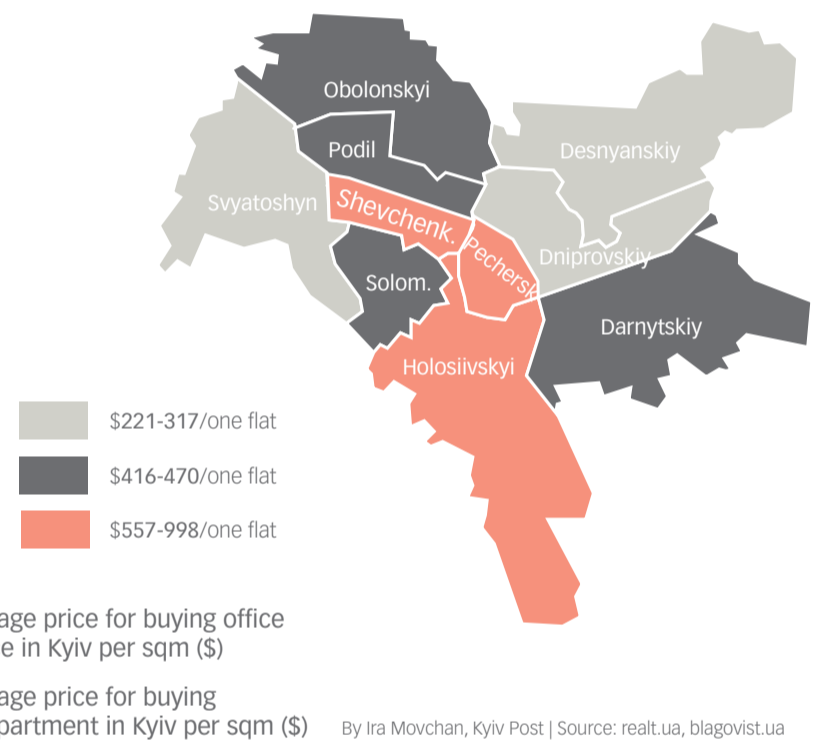 Obolonskyi
Podil
Desnyanskiy
Svyatoshyn
Shevchenk.
Pechersk
Dniprovskiy
Solom.
Darnytskiy
Holosiivskyi
$221-317/one flat
$416-470/one flat
$557-998/one flat
age price for buying office
e in Kyiv per sqm ($)
age price for buying
partment in Kyiv per sqm ($)
By Ira Movchan, Kyiv Post | Source: realt.ua, blagovist.ua